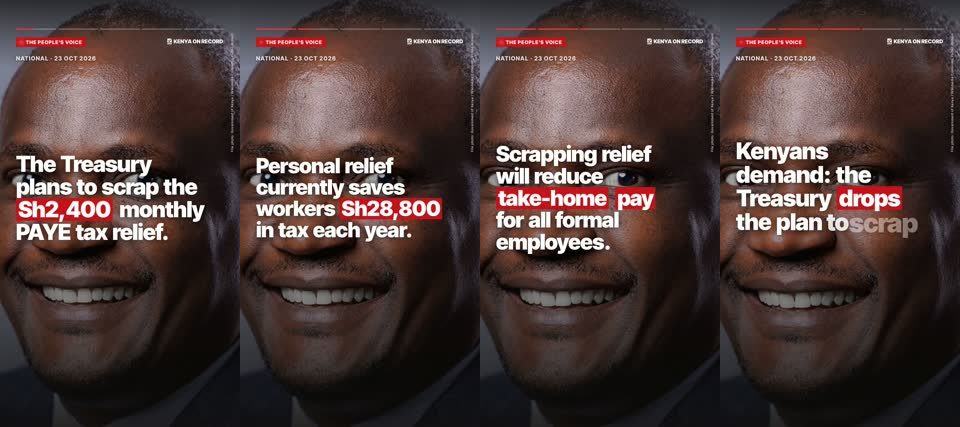 THE PEOPLE'S VOICE
KENYA ON RECORD
NATIONAL · 23 OCT 2026
The Treasury
plans to scrap the
Sh2,400 monthly
PAYE tax relief.
THE PEOPLE'S VOICE
KENYA ON RECORD
NATIONAL · 23 OCT 2026
Personal relief
currently saves
workers Sh28,800
in tax each year.
THE PEOPLE'S VOICE
KENYA ON RECORD
NATIONAL · 23 OCT 2026
Scrapping relief
will reduce
take-home pay
for all formal
employees.
THE PEOPLE'S VOICE
KENYA ON RECORD
NATIONAL · 23 OCT 2026
Kenyans
demand: the
Treasury drops
the plan to scrap